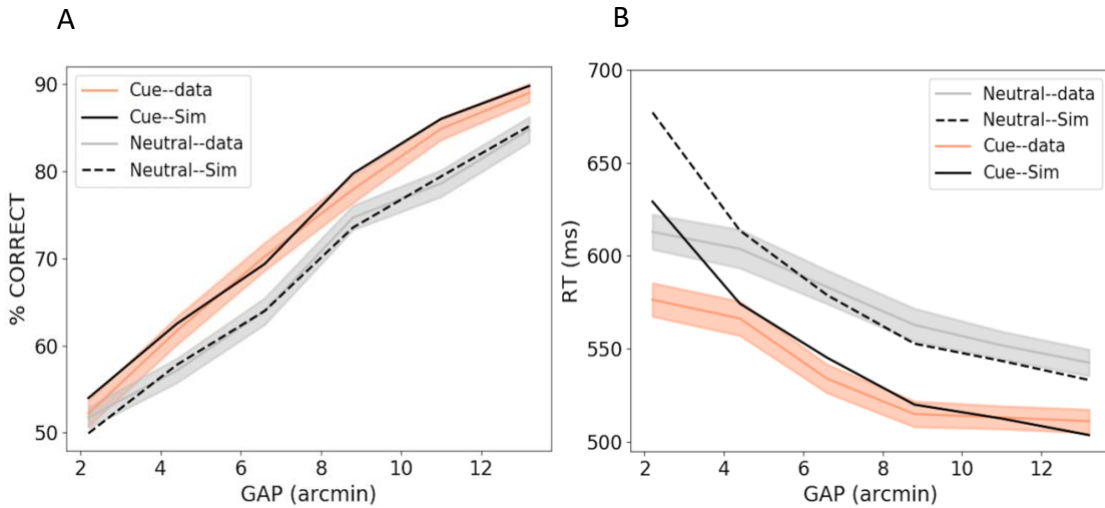 A
B
90
80
70
60
50
% CORRECT
Cue--data
Cue--Sim
Neutral--data
Neutral--Sim
2 4 6 8 10 12
GAP (arcmin)
700
650
600
550
500
RT (ms)
Neutral--data
Neutral--Sim
Cue--data
Cue--Sim
2 4 6 8 10 12
GAP (arcmin)